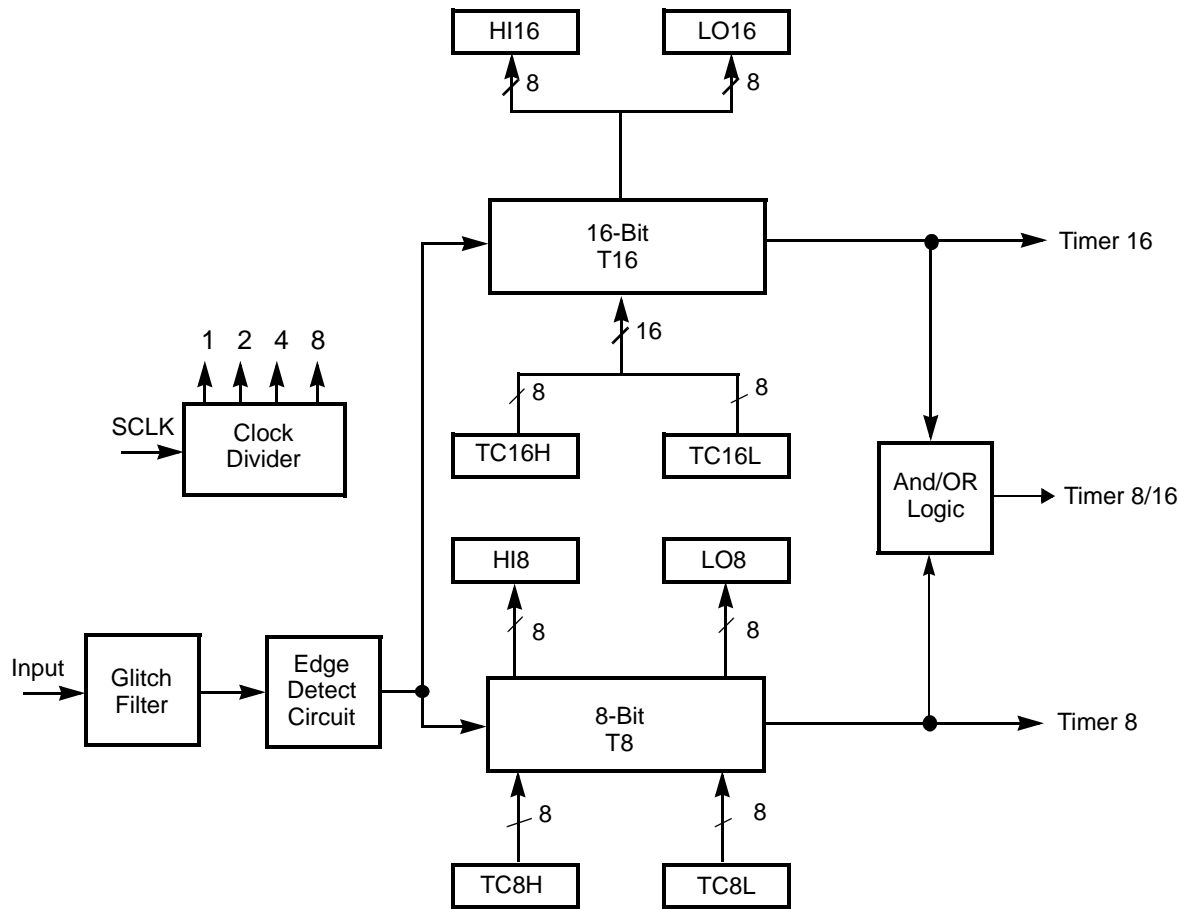 HI16
LO16
8
8
16-Bit
T16
Timer 16
16
1 2 4 8
SCLK
Clock
Divider
8
8
TC16H
TC16L
And/OR
Logic
Timer 8/16
HI8
LO8
8
8
Input
Glitch
Filter
Edge
Detect
Circuit
8-Bit
T8
Timer 8
8
8
TC8H
TC8L